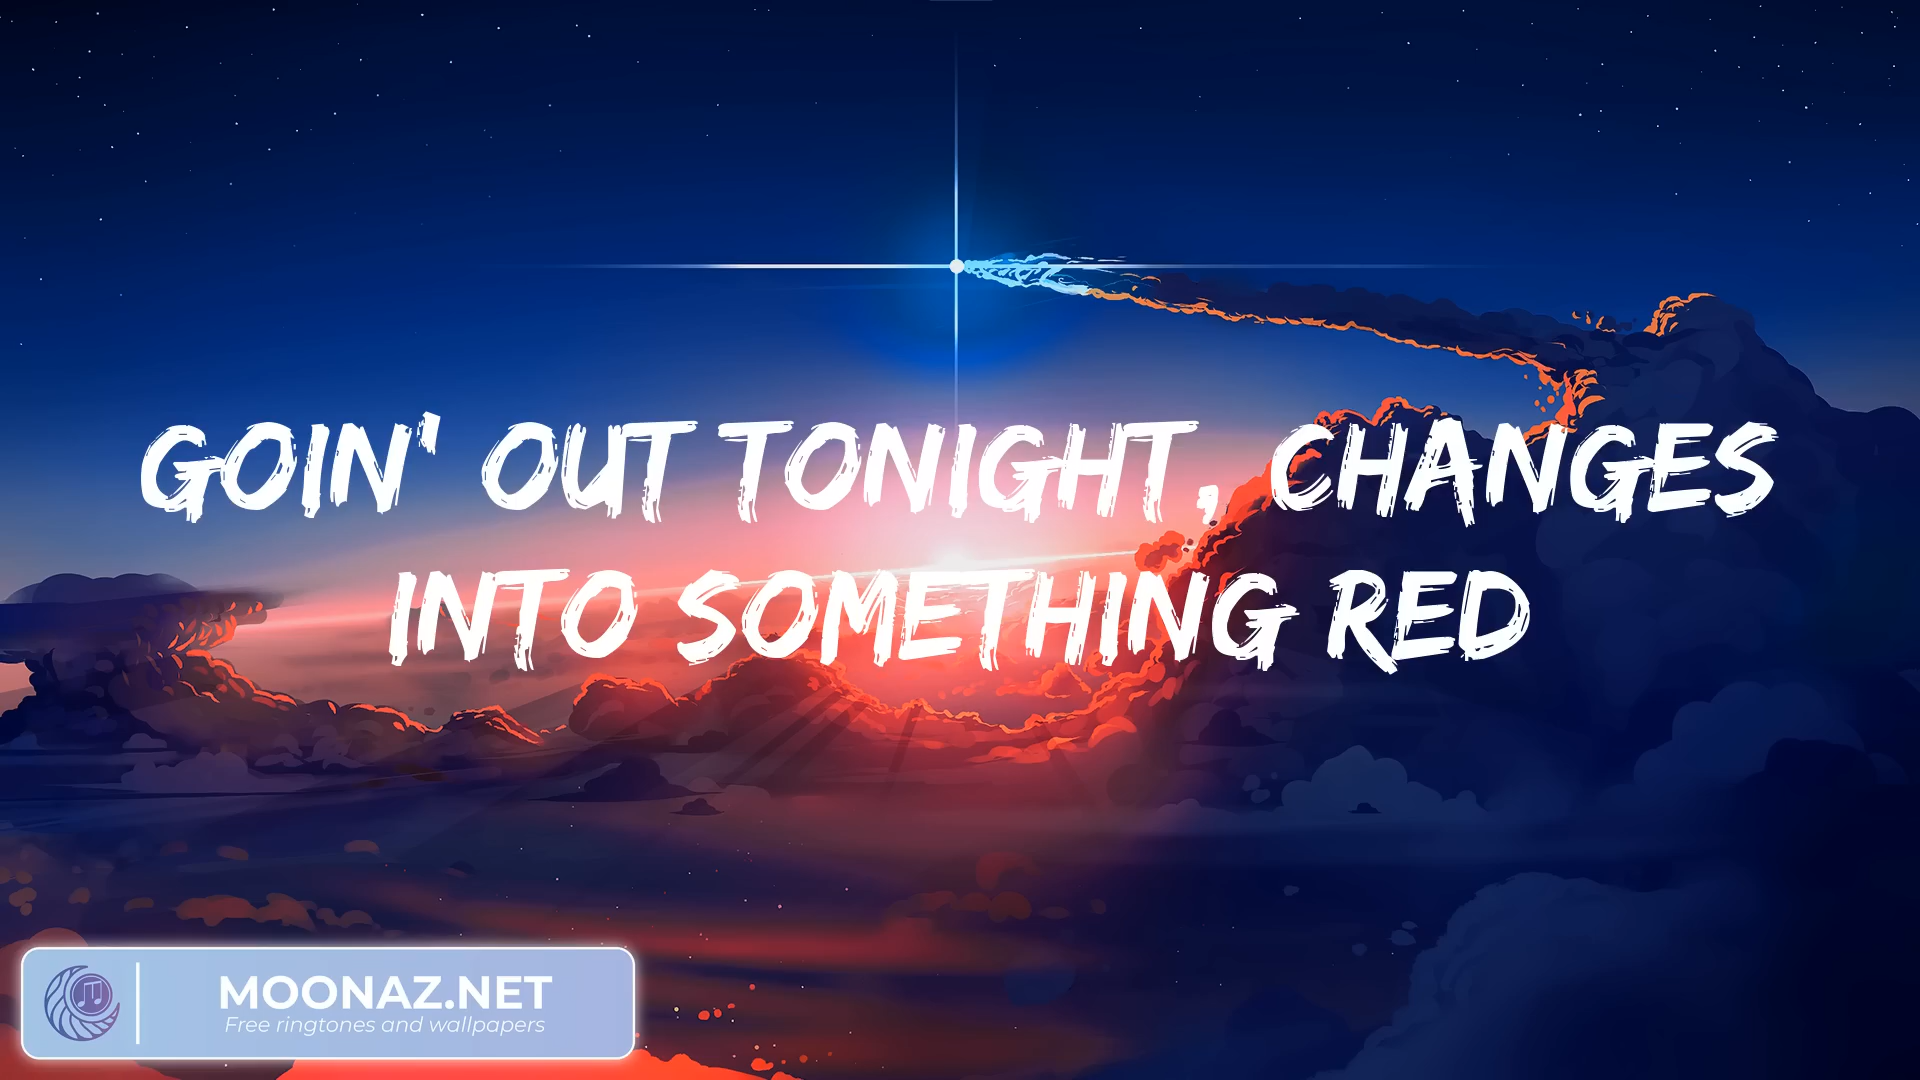 GOIN' OUT TONIGHT, CHANGES
INTO SOMETHING RED
MOONAZ.NET
Free ringtones and wallpapers